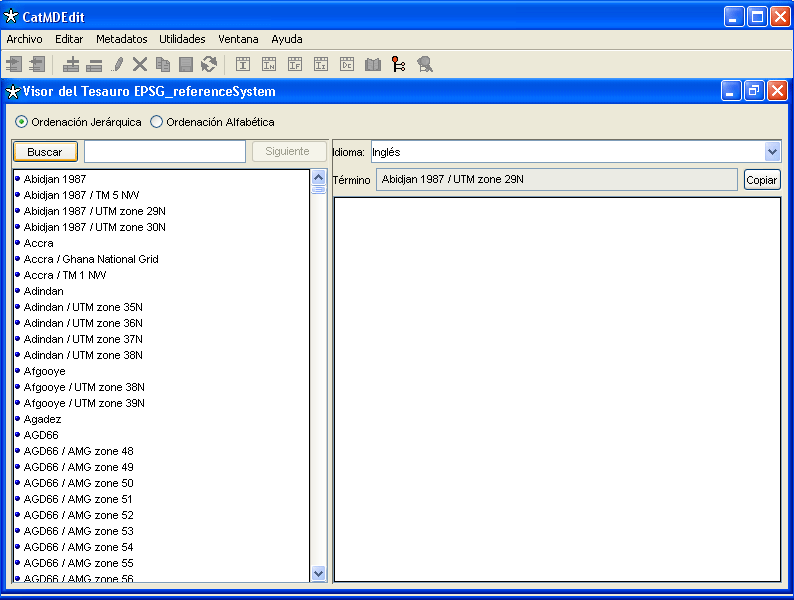 CatMDEdit
Archivo Editar Metadatos Utilidades Ventana Ayuda
Visor del Tesauro EPSG_referenceSystem
Ordenación Jerárquica Ordenación Alfabética
Buscar Siguiente Idioma: Inglés
Término Abidjan 1987 / UTM zone 29N Copiar
Abidjan 1987
Abidjan 1987 / TM 5 NW
Abidjan 1987 / UTM zone 29N
Abidjan 1987 / UTM zone 30N
Accra
Accra / Ghana National Grid
Accra / TM 1 NW
Adindan
Adindan / UTM zone 35N
Adindan / UTM zone 36N
Adindan / UTM zone 37N
Adindan / UTM zone 38N
Afgooye
Afgooye / UTM zone 38N
Afgooye / UTM zone 39N
Agadez
AGD66
AGD66 / AMG zone 48
AGD66 / AMG zone 49
AGD66 / AMG zone 50
AGD66 / AMG zone 51
AGD66 / AMG zone 52
AGD66 / AMG zone 53
AGD66 / AMG zone 54
AGD66 / AMG zone 55
AGD66 / AMG zone 56